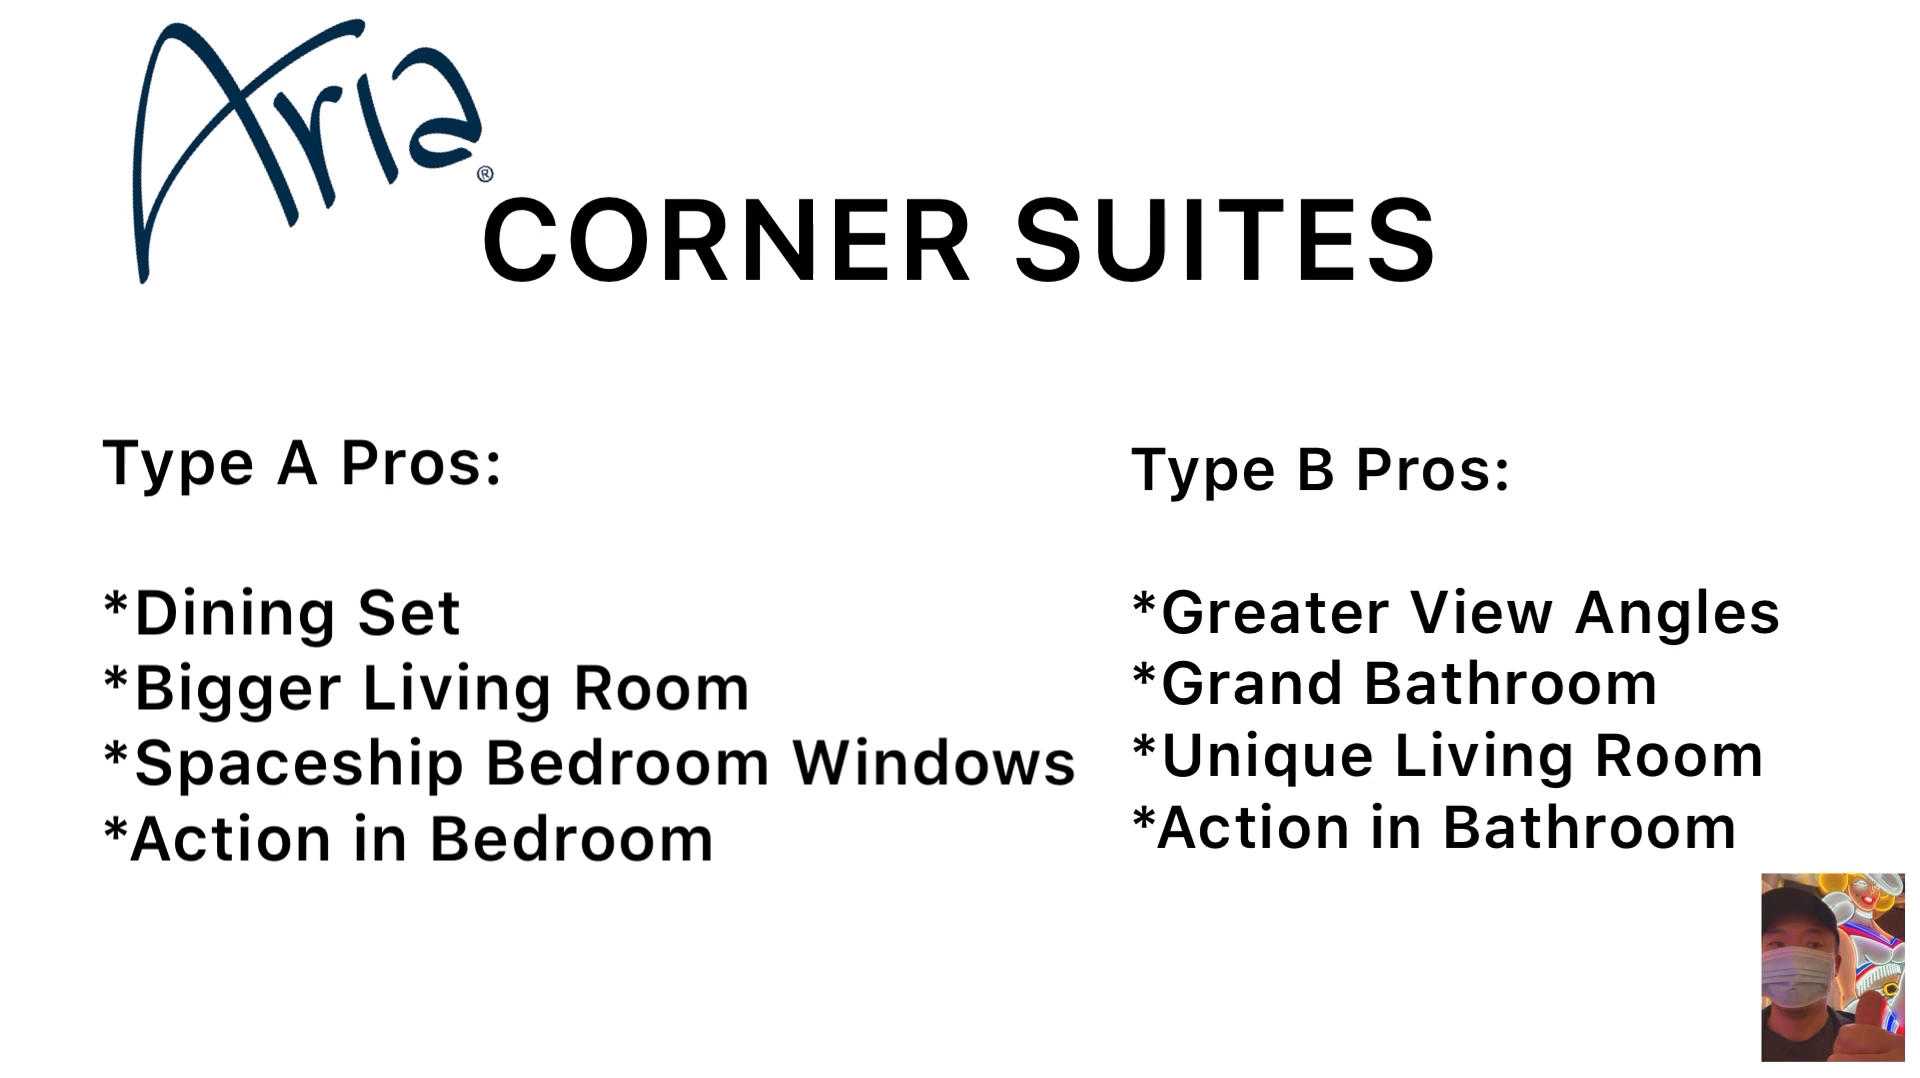 Aria®
CORNER SUITES
Type A Pros:
*Dining Set
*Bigger Living Room
*Spaceship Bedroom Windows
*Action in Bedroom
Type B Pros:
*Greater View Angles
*Grand Bathroom
*Unique Living Room
*Action in Bathroom